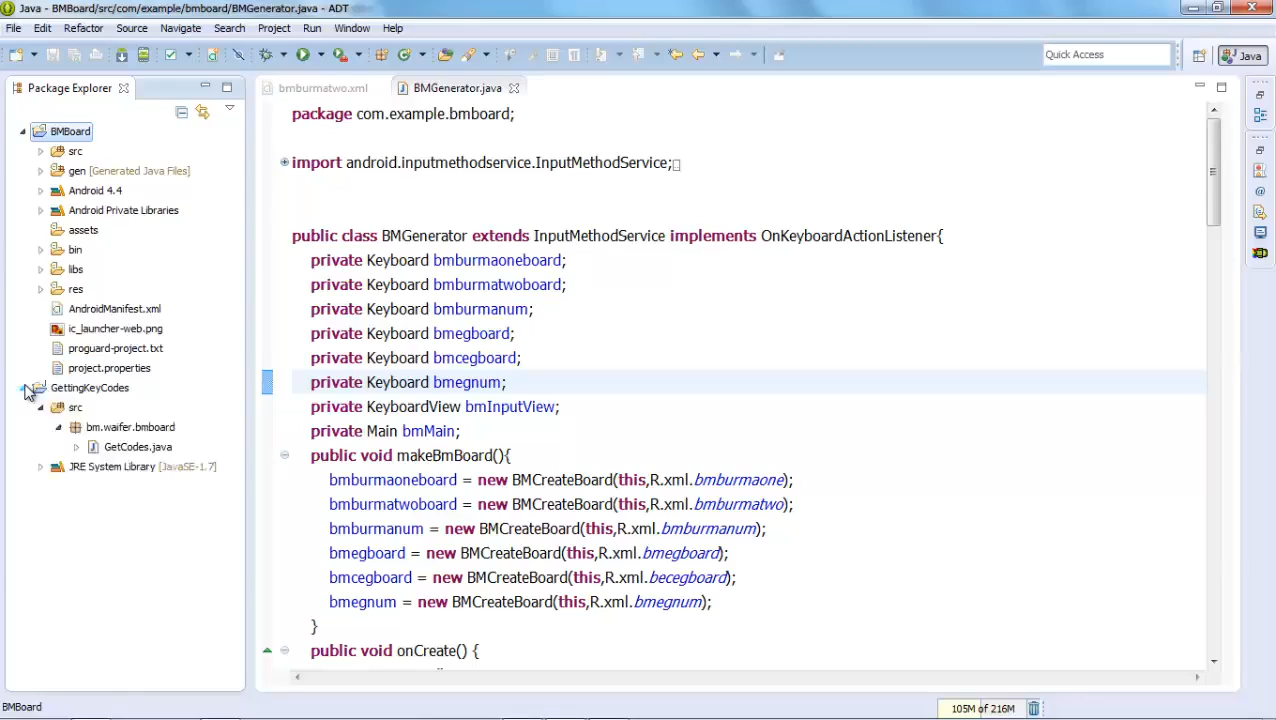 Java - BMBoard/src/com/example/bmboard/BMGenerator.java - ADT
File Edit Refactor Source Navigate Search Project Run Window Help
Quick Access
Java
Package Explorer
BMBoard
src
gen [Generated Java Files]
Android 4.4
Android Private Libraries
assets
bin
libs
res
AndroidManifest.xml
ic_launcher-web.png
proguard-project.txt
project.properties
GettingKeyCodes
src
bm.waifer.bmboard
GetCodes.java
JRE System Library [JavaSE-1.7]
bmburmatwo.xml
BMGenerator.java
package com.example.bmboard;
import android.inputmethodservice.InputMethodService;
public class BMGenerator extends InputMethodService implements OnKeyboardActionListener{
private Keyboard bmburmaoneboard;
private Keyboard bmburmatwoboard;
private Keyboard bmburmanum;
private Keyboard bmegboard;
private Keyboard bmcegboard;
private Keyboard bmegnum;
private KeyboardView bmInputView;
private Main bmMain;
public void makeBmBoard(){
bmburmaoneboard = new BMCreateBoard(this,R.xml.bmburmaone);
bmburmatwoboard = new BMCreateBoard(this,R.xml.bmburmatwo);
bmburmanum = new BMCreateBoard(this,R.xml.bmburmanum);
bmegboard = new BMCreateBoard(this,R.xml.bmegboard);
bmcegboard = new BMCreateBoard(this,R.xml.becegboard);
bmegnum = new BMCreateBoard(this,R.xml.bmegnum);
}
public void onCreate() {
BMBoard
105M of 216M